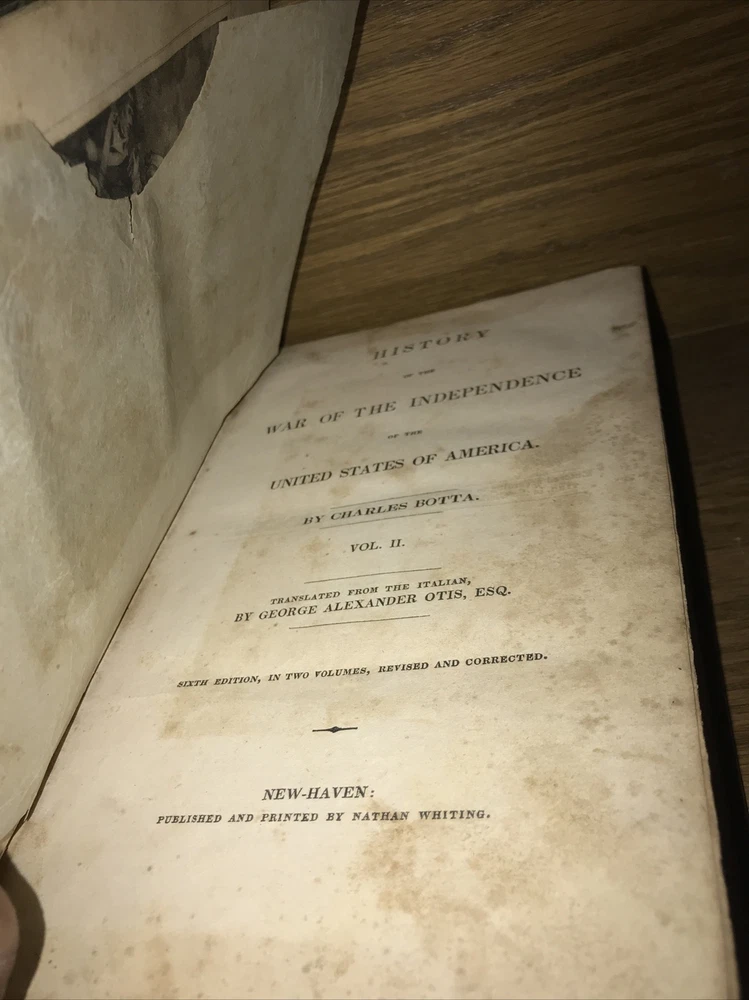 HISTORY
OF THE
WAR OF THE INDEPENDENCE
OF THE
UNITED STATES OF AMERICA.
BY CHARLES BOTTA.
VOL. II.
TRANSLATED FROM THE ITALIAN,
BY GEORGE ALEXANDER OTIS, ESQ.
SIXTH EDITION, IN TWO VOLUMES, REVISED AND CORRECTED.
NEW-HAVEN:
PUBLISHED AND PRINTED BY NATHAN WHITING.